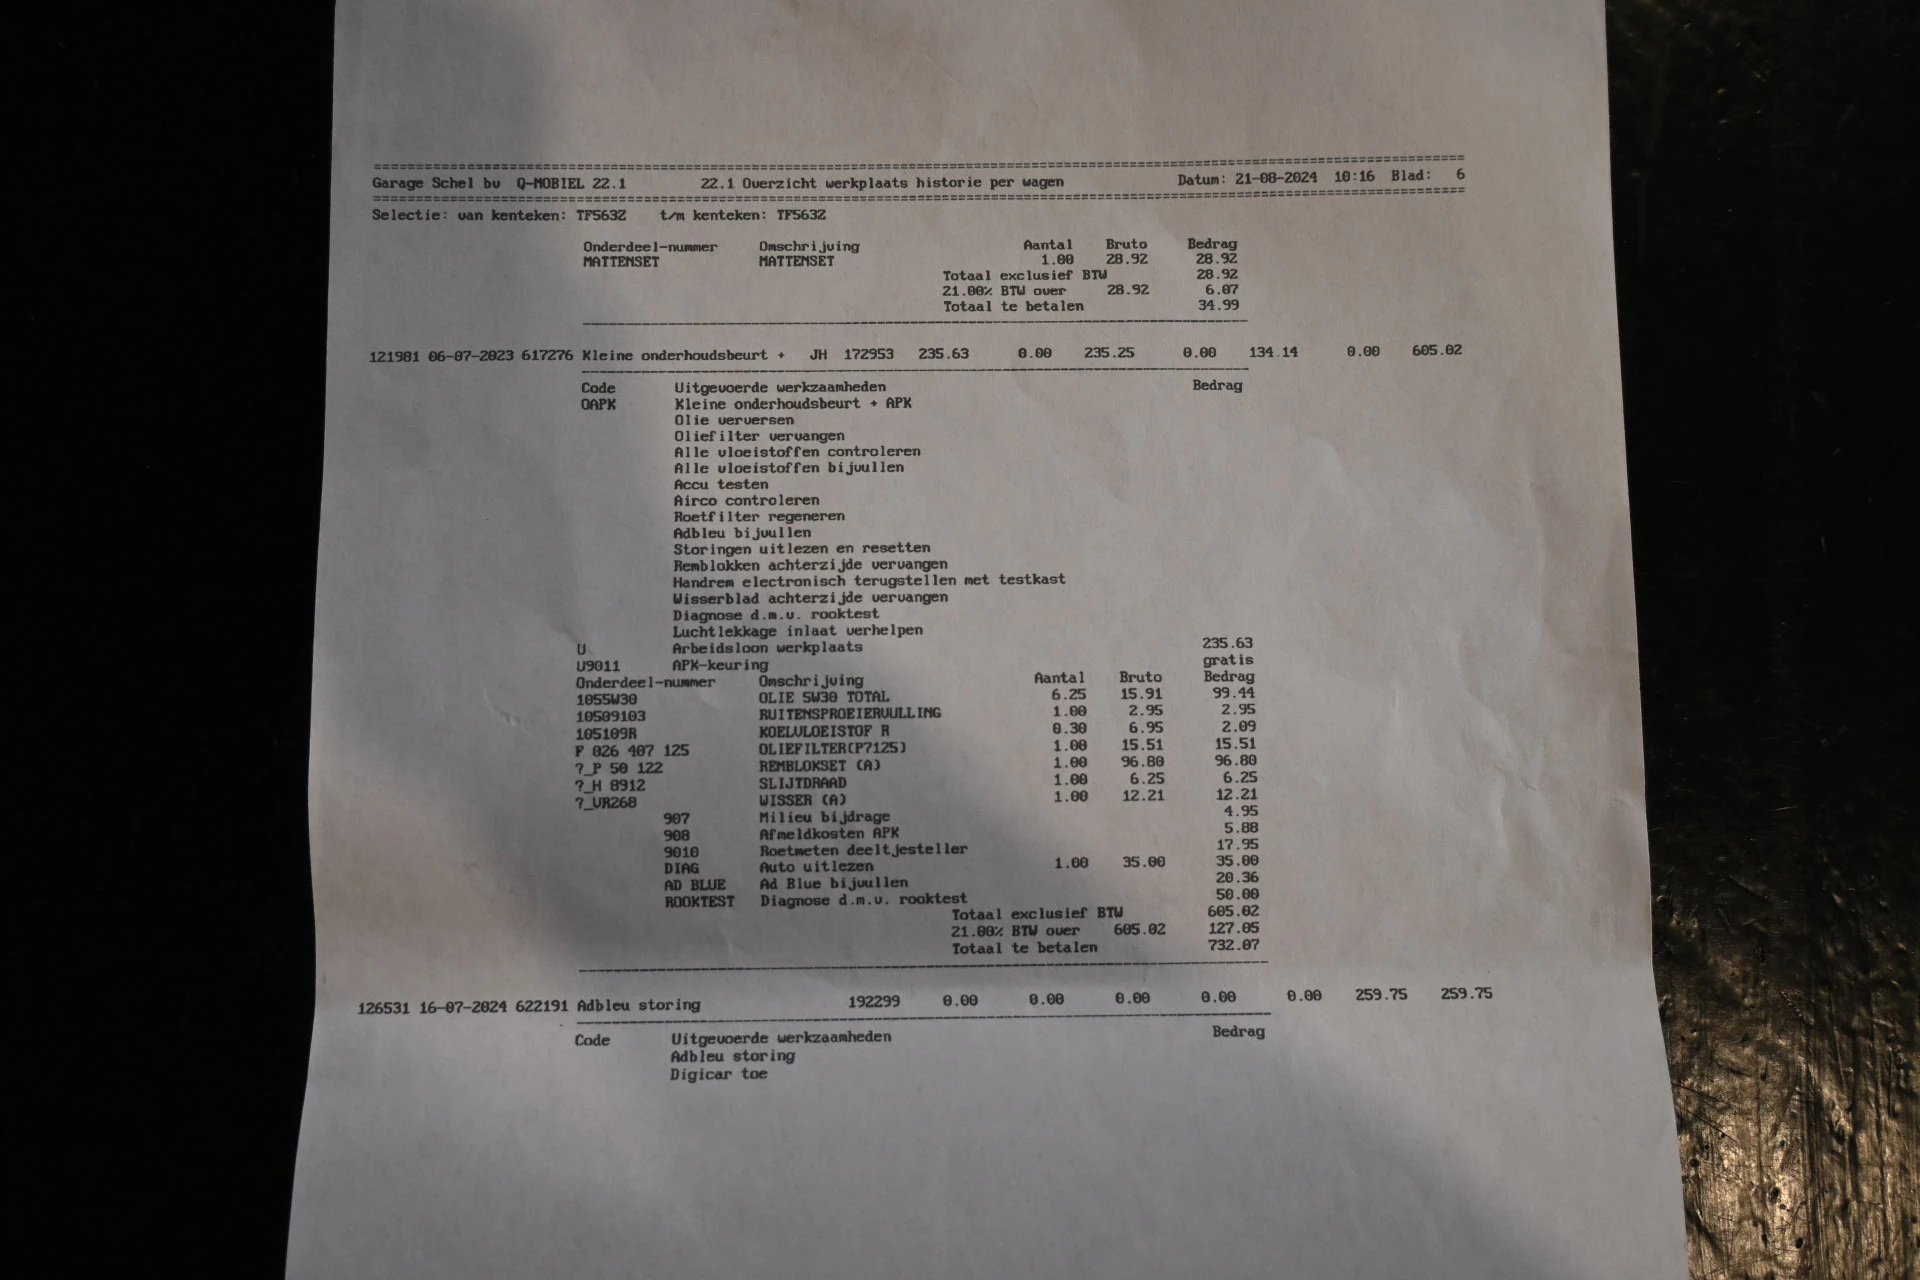 Garage Schel bv Q-MOBIEL 22.1 22.1 Overzicht werkplaats historie per wagen Datum: 21-08-2024 10:16 Blad: 6
Selectie: van kenteken: TF563Z t/m kenteken: TF563Z
Onderdeel-nummer Omschrijving Aantal Bruto Bedrag
MATTENSET MATTENSET 1.00 28.92 28.92
Totaal exclusief BTW 28.92
21.00% BTW over 28.92 6.07
Totaal te betalen 34.99
121981 06-07-2023 617276 Kleine onderhoudsbeurt + JH 172953 235.63 0.00 235.25 0.00 134.14 0.00 605.02
Code Uitgevoerde werkzaamheden Bedrag
OAPK Kleine onderhoudsbeurt + APK
Olie verversen
Oliefilter vervangen
Alle vloeistoffen controleren
Alle vloeistoffen bijvullen
Accu testen
Airco controleren
Roetfilter regeneren
Adbleu bijvullen
Storingen uitlezen en resetten
Remblokken achterzijde vervangen
Handrem electronisch terugstellen met testkast
Wisserblad achterzijde vervangen
Diagnose d.m.v. rooktest
Luchtlekkage inlaat verhelpen
U Arbeidsloon werkplaats 235.63
U9011 APK-keuring gratis
Onderdeel-nummer Omschrijving Aantal Bruto Bedrag
1055W30 OLIE 5W30 TOTAL 6.25 15.91 99.44
10509103 RUITENSPROEIERVULLING 1.00 2.95 2.95
105109R KOELVLOEISTOF R 0.30 6.95 2.09
F 026 407 125 OLIEFILTER(P7125) 1.00 15.51 15.51
?_P 50 122 REMBLOKSET (A) 1.00 96.80 96.80
?_H 8912 SLIJTDRAAD 1.00 6.25 6.25
?_VR268 WISSER (A) 1.00 12.21 12.21
907 Milieu bijdrage 4.95
908 Afmeldkosten APK 5.88
9010 Roetmeten deeltjesteller 17.95
DIAG Auto uitlezen 1.00 35.00 35.00
AD BLUE Ad Blue bijvullen 20.36
ROOKTEST Diagnose d.m.v. rooktest 50.00
Totaal exclusief BTW 605.02
21.00% BTW over 605.02 127.05
Totaal te betalen 732.07
126531 16-07-2024 622191 Adbleu storing 192299 0.00 0.00 0.00 0.00 0.00 259.75 259.75
Code Uitgevoerde werkzaamheden Bedrag
Adbleu storing
Digicar toe